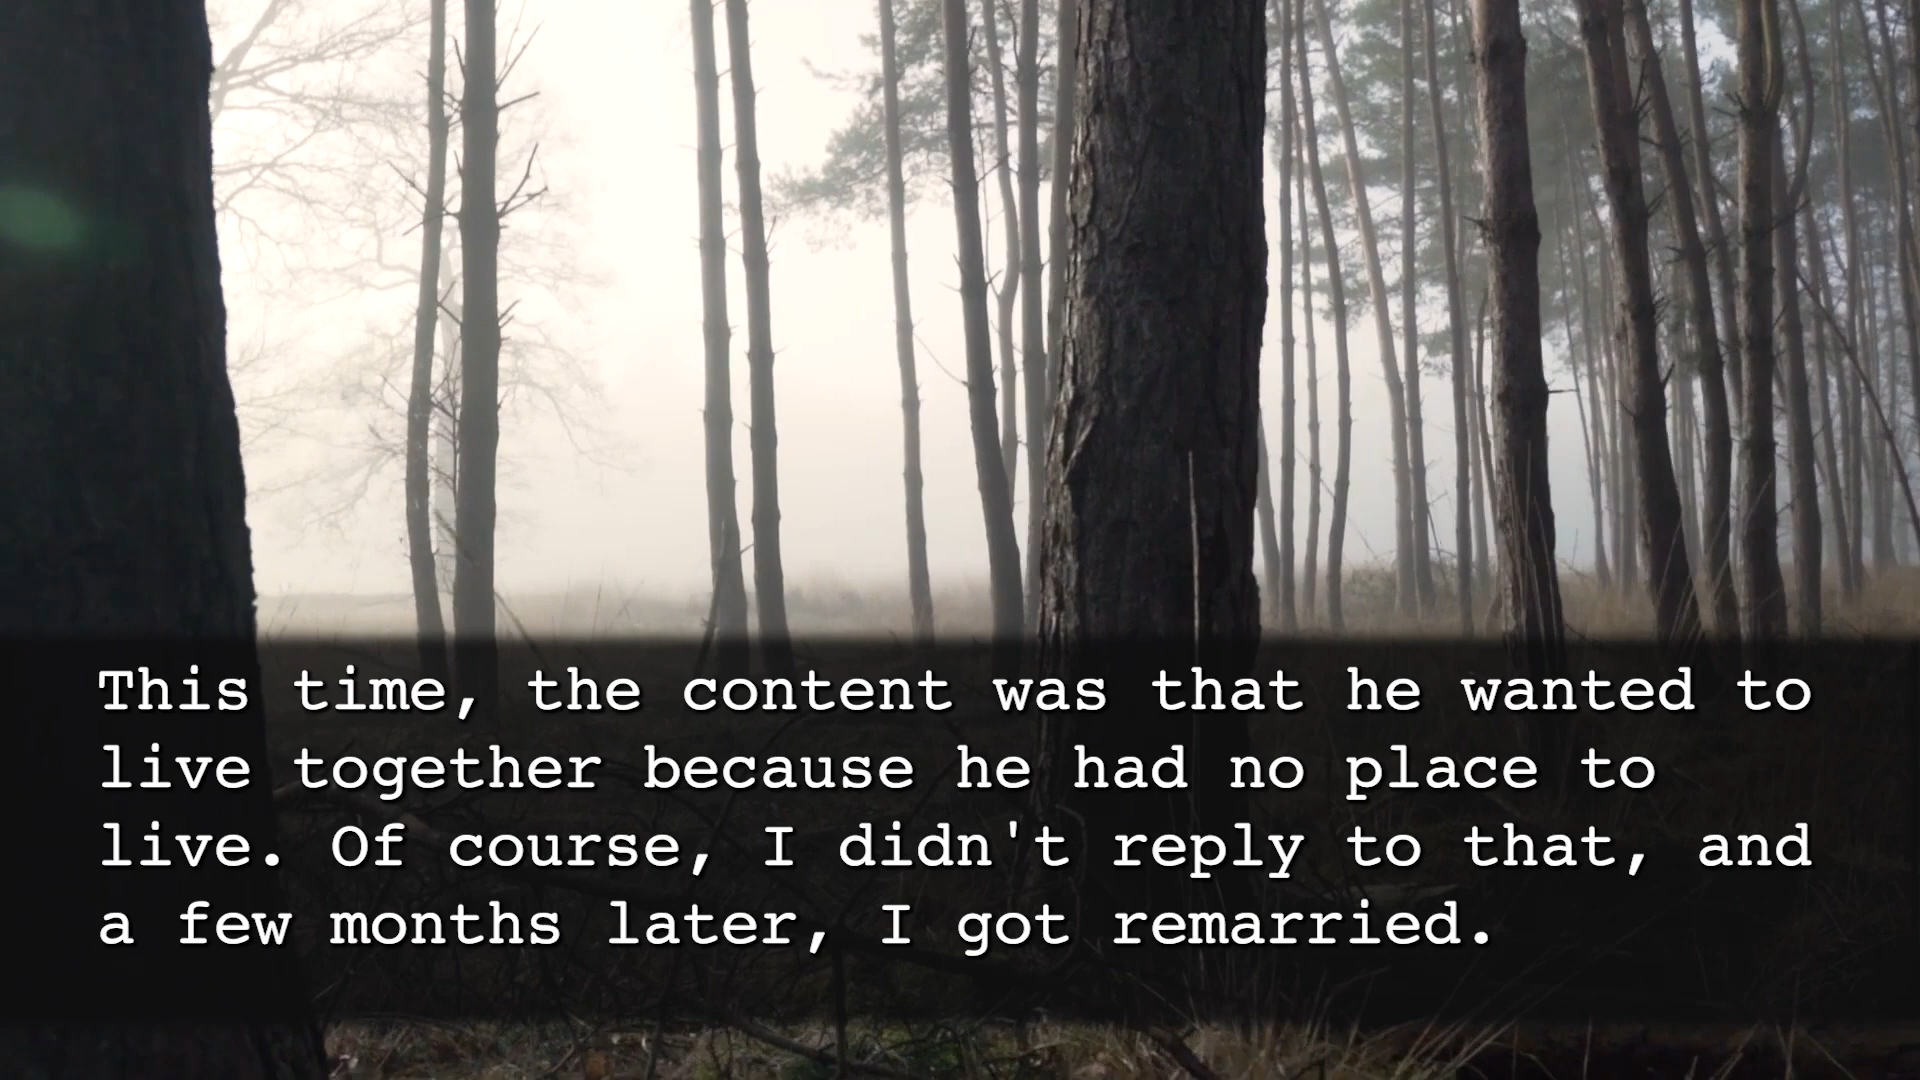 This time, the content was that he wanted to
live together because he had no place to
live. Of course, I didn't reply to that, and
a few months later, I got remarried.